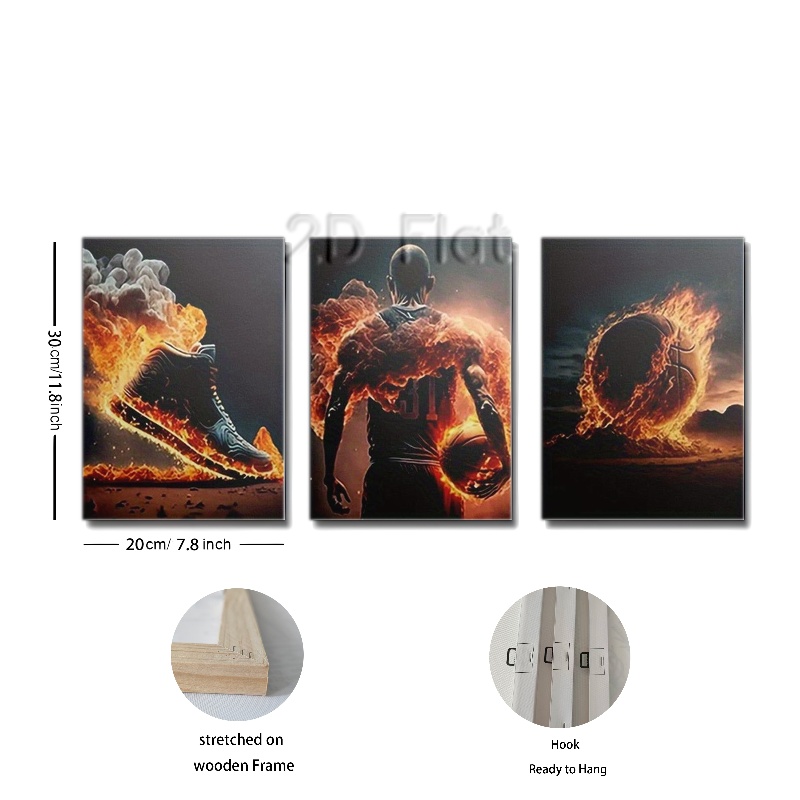 2D Flat
31
30cm/11.8inch
20cm/ 7.8 inch
stretched on
wooden Frame
Hook
Ready to Hang